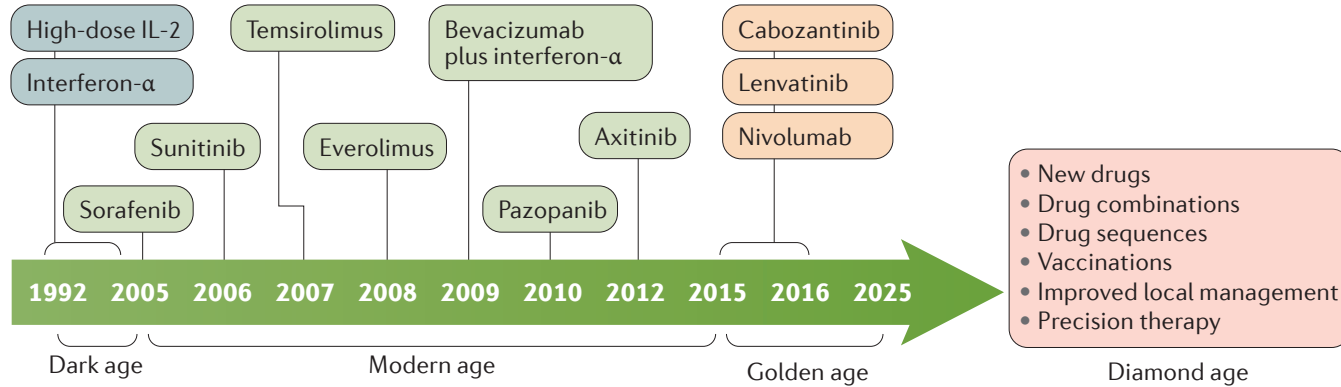 High-dose IL-2
Interferon-α
Temsirolimus
Bevacizumab
plus interferon-α
Cabozantinib
Lenvatinib
Nivolumab
Sunitinib
Everolimus
Axitinib
Sorafenib
Pazopanib
1992 2005 2006 2007 2008 2009 2010 2012 2015 2016 2025
Dark age
Modern age
Golden age
• New drugs
• Drug combinations
• Drug sequences
• Vaccinations
• Improved local management
• Precision therapy
Diamond age